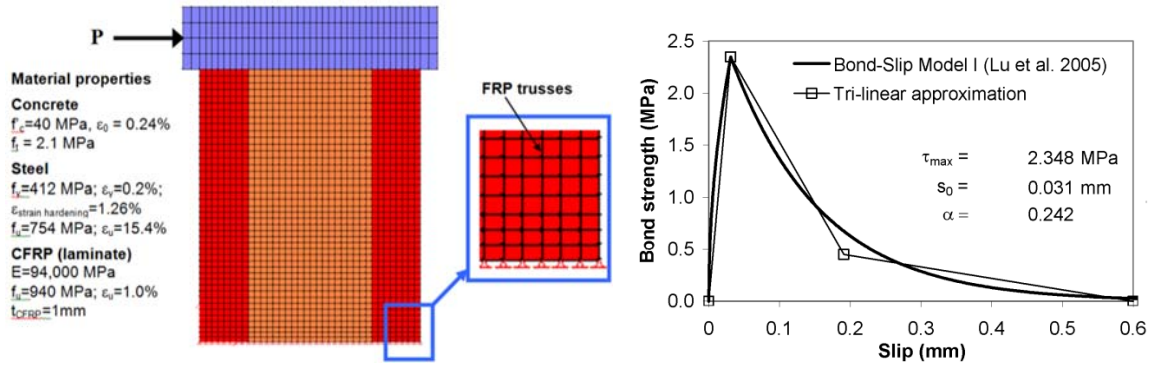 P
Material properties
Concrete
f'c=40 MPa, ε0 = 0.24%
ft = 2.1 MPa
Steel
fy=412 MPa; εy=0.2%;
εstrain hardening=1.26%
fu=754 MPa; εu=15.4%
CFRP (laminate)
E=94,000 MPa
fu=940 MPa; εu=1.0%
tCFRP=1mm
FRP trusses
Bond strength (MPa)
2.5
2.0
1.5
1.0
0.5
0.0
Bond-Slip Model I (Lu et al. 2005)
Tri-linear approximation
τmax = 2.348 MPa
s0 = 0.031 mm
α = 0.242
0 0.1 0.2 0.3 0.4 0.5 0.6
Slip (mm)